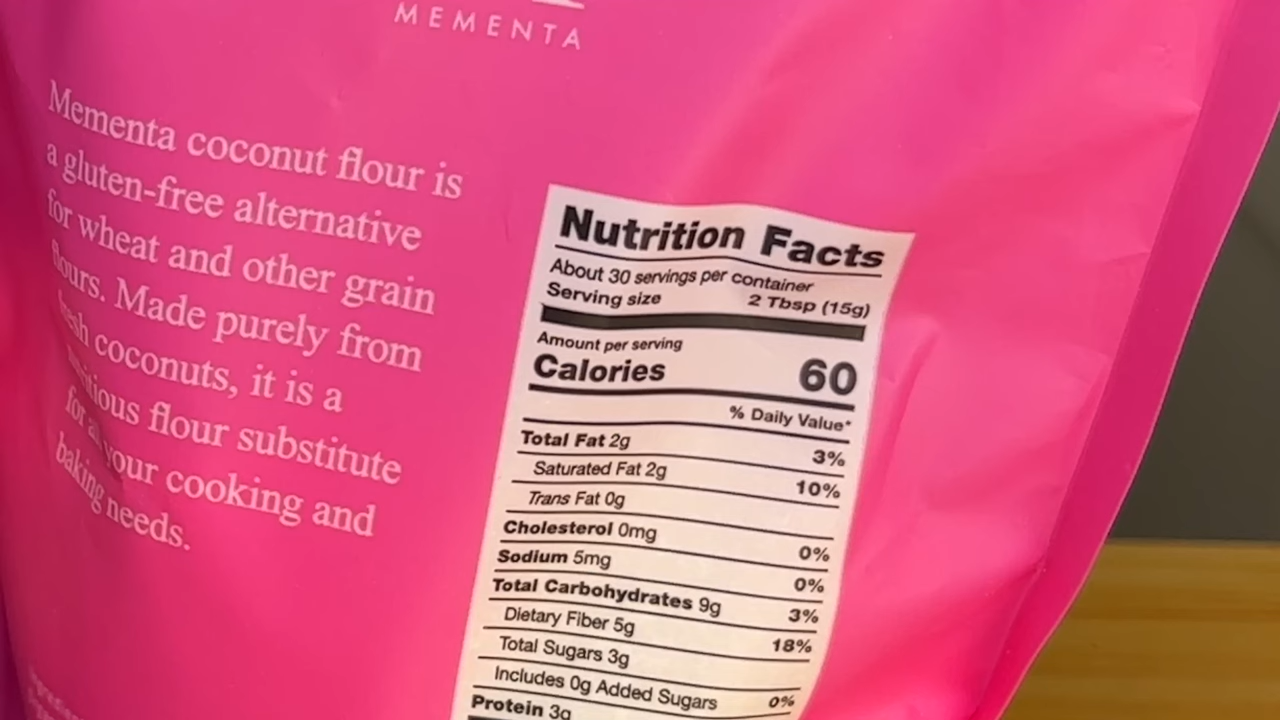 MEMENTA
Mementa coconut flour is
a gluten-free alternative
for wheat and other grain
flours. Made purely from
fresh coconuts, it is a
nutritious flour substitute
for all your cooking and
baking needs.
Nutrition Facts
About 30 servings per container
Serving size 2 Tbsp (15g)
Amount per serving
Calories 60
% Daily Value*
Total Fat 2g 3%
Saturated Fat 2g 10%
Trans Fat 0g
Cholesterol 0mg 0%
Sodium 5mg 0%
Total Carbohydrates 9g 3%
Dietary Fiber 5g 18%
Total Sugars 3g
Includes 0g Added Sugars 0%
Protein 3g